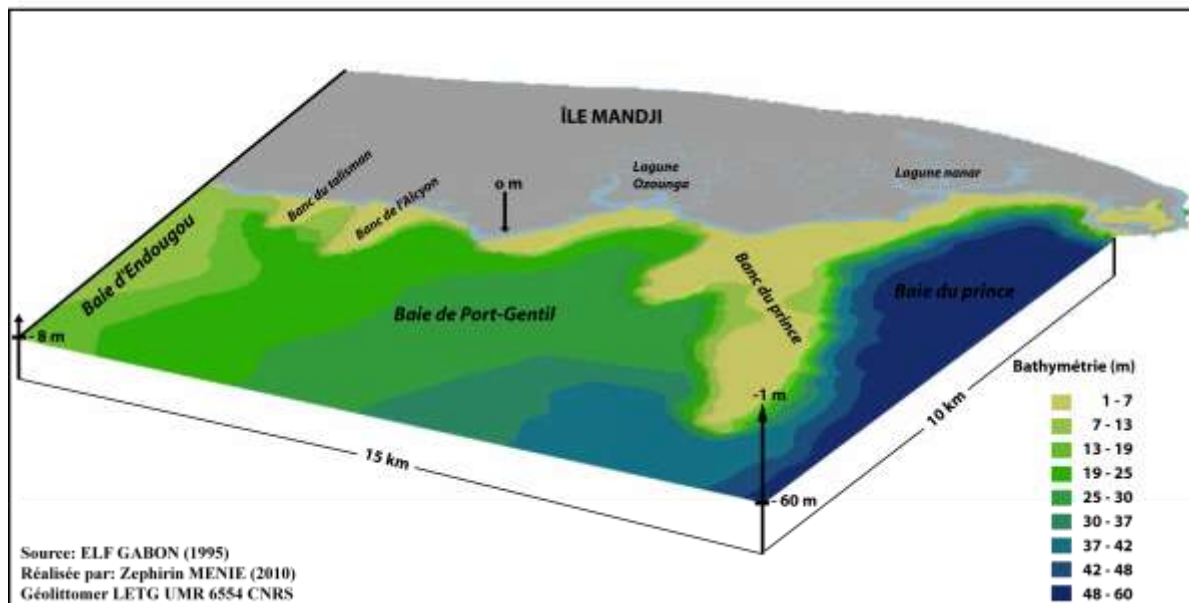 ÎLE MANDJI
Banc du talisman
Banc de l'Alcyon
o m
Lagune
Ozounga
Lagune nanar
Baie d'Endougou
Baie de Port-Gentil
Banc du prince
Baie du prince
- 8 m
-1 m
- 60 m
15 km
10 km
Bathymétrie (m)
1 - 7
7 - 13
13 - 19
19 - 25
25 - 30
30 - 37
37 - 42
42 - 48
48 - 60
Source: ELF GABON (1995)
Réalisée par: Zephirin MENIE (2010)
Géolittomer LETG UMR 6554 CNRS